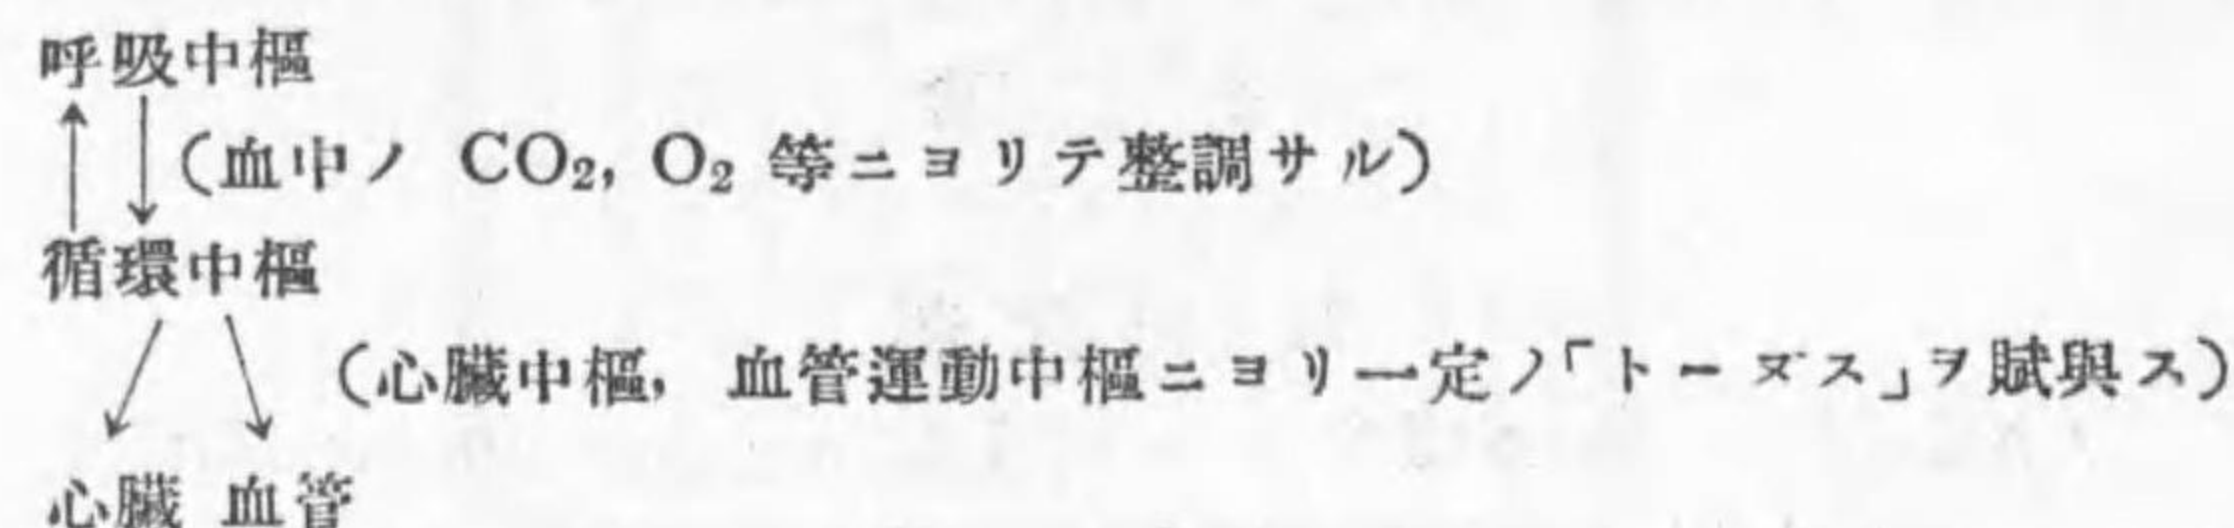 呼吸中樞
(血中ノ CO₂, O₂ 等ニヨリテ整調サル)
循環中樞
(心臟中樞, 血管運動中樞ニヨリ一定ノ「トーヌス」ヲ賦與ス)
心臟 血管